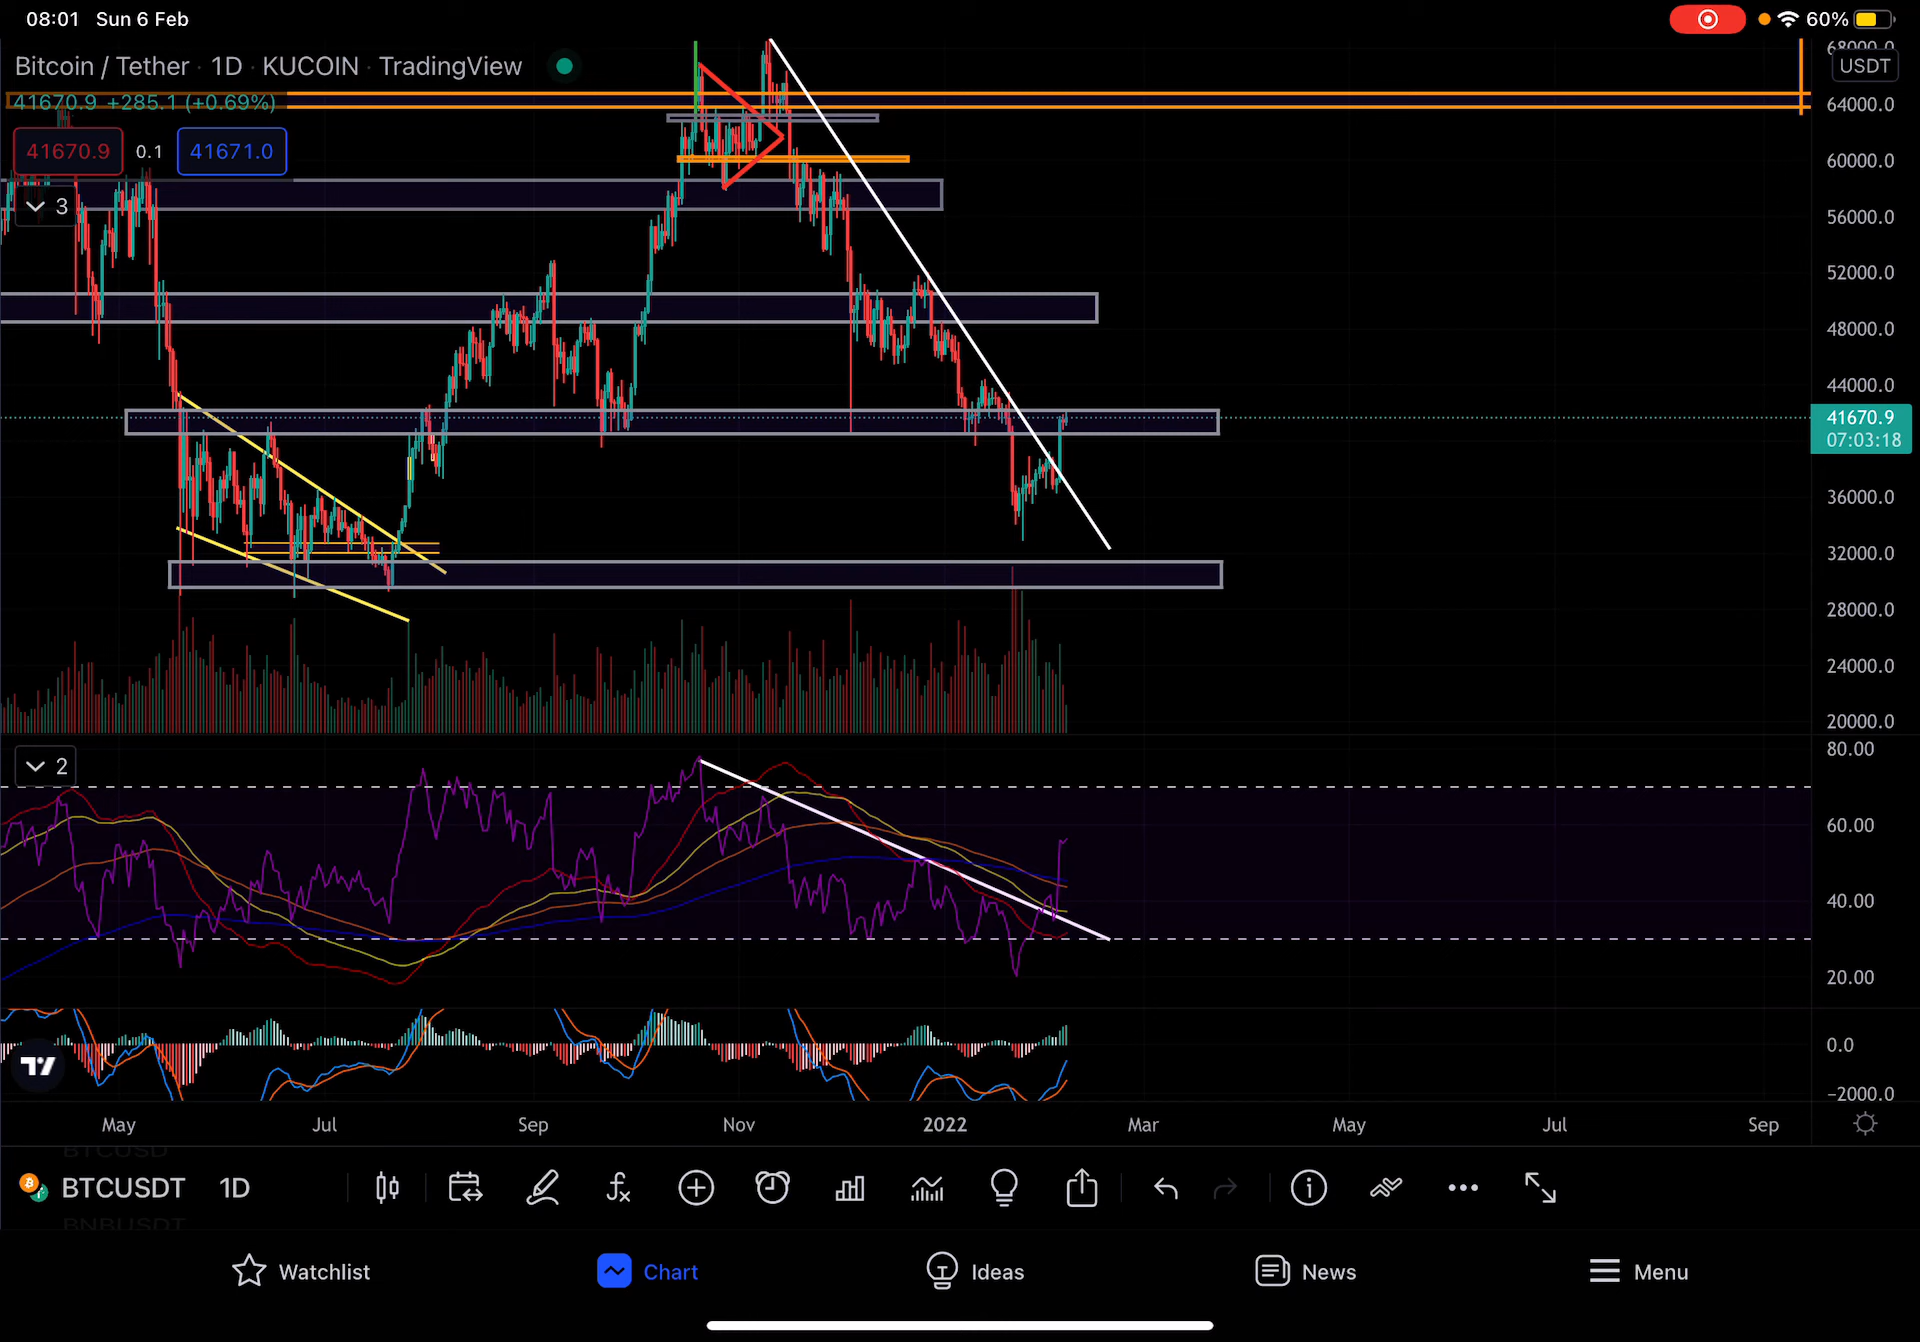 08:01 Sun 6 Feb
60%
Bitcoin / Tether · 1D · KUCOIN · TradingView
USDT
41670.9 +285.1 (+0.69%)
41670.9 0.1 41671.0
3
68000.0
64000.0
60000.0
56000.0
52000.0
48000.0
44000.0
41670.9
07:03:18
36000.0
32000.0
28000.0
24000.0
20000.0
2
80.00
60.00
40.00
20.00
0.0
−2000.0
May Jul Sep Nov 2022 Mar May Jul Sep
BTCUSD
BTCUSDT 1D
BNBUSDT
Watchlist Chart Ideas News Menu